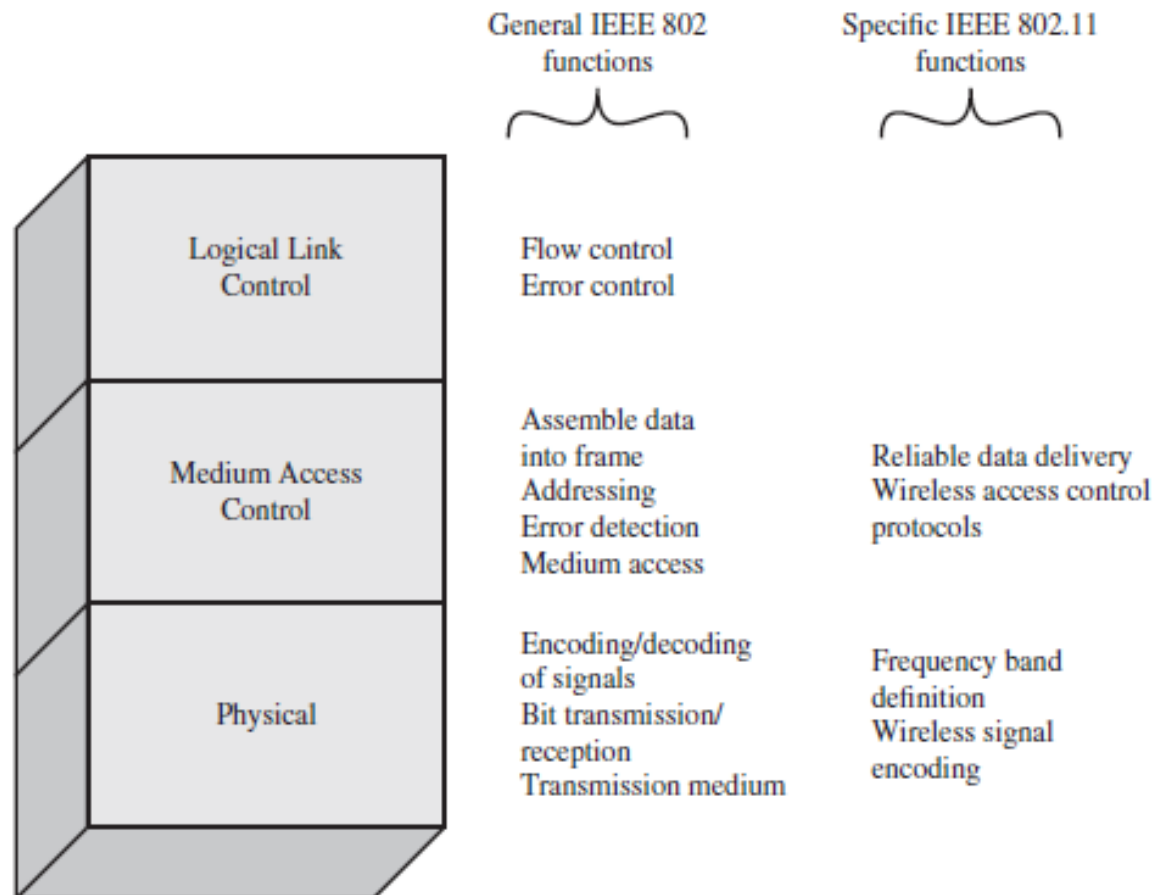 General IEEE 802
functions
Specific IEEE 802.11
functions
Logical Link
Control
Flow control
Error control
Medium Access
Control
Assemble data
into frame
Addressing
Error detection
Medium access
Reliable data delivery
Wireless access control
protocols
Physical
Encoding/decoding
of signals
Bit transmission/
reception
Transmission medium
Frequency band
definition
Wireless signal
encoding